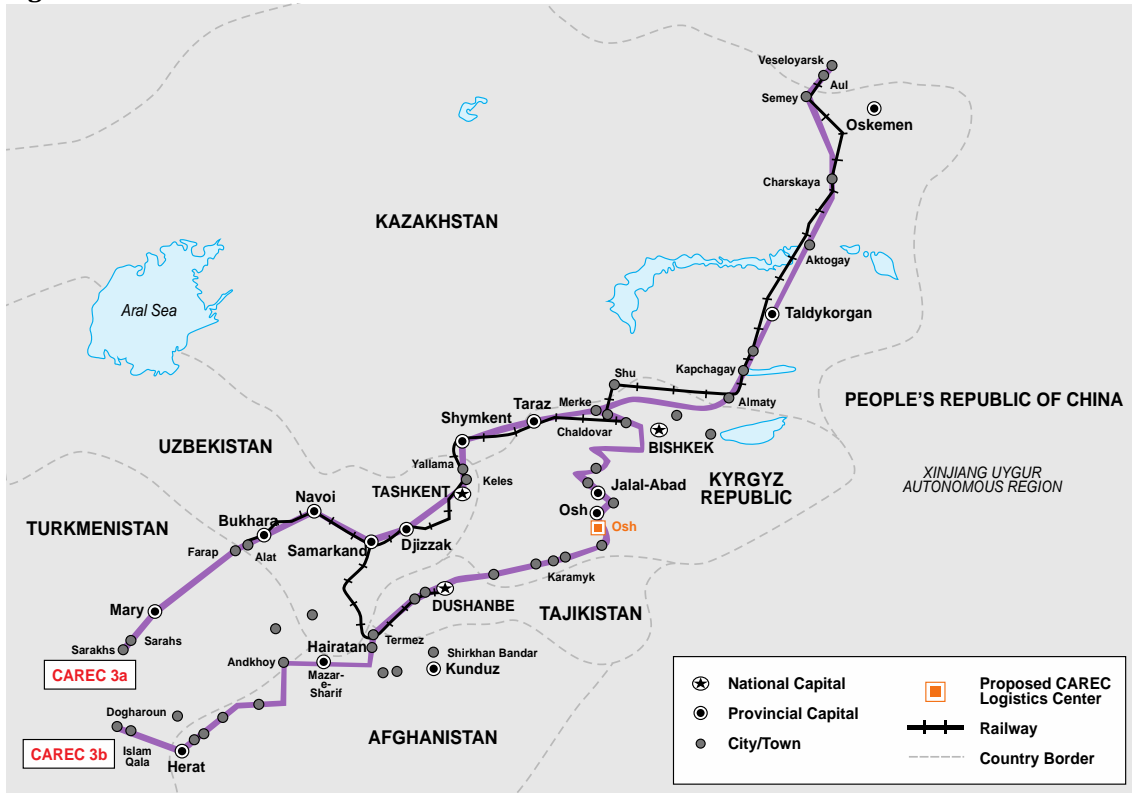 Veseloyarsk
Aul
Semey
Oskemen
Charskaya
KAZAKHSTAN
Aktogay
Aral Sea
Taldykorgan
Kapchagay
Shu
Almaty
Merke
Taraz
PEOPLE'S REPUBLIC OF CHINA
Shymkent
Chaldovar
BISHKEK
UZBEKISTAN
Yallama
Keles
KYRGYZ
REPUBLIC
XINJIANG UYGUR
AUTONOMOUS REGION
TASHKENT
Jalal-Abad
Navoi
TURKMENISTAN
Bukhara
Osh
Osh
Samarkand
Djizzak
Farap
Alat
Karamyk
DUSHANBE
TAJIKISTAN
Mary
Sarahs
Sarakhs
Termez
Hairatan
Shirkhan Bandar
Andkhoy
Kunduz
Mazar-
e-
Sharif
CAREC 3a
Dogharoun
Islam
Qala
CAREC 3b
Herat
AFGHANISTAN
National Capital
Provincial Capital
City/Town
Proposed CAREC
Logistics Center
Railway
Country Border